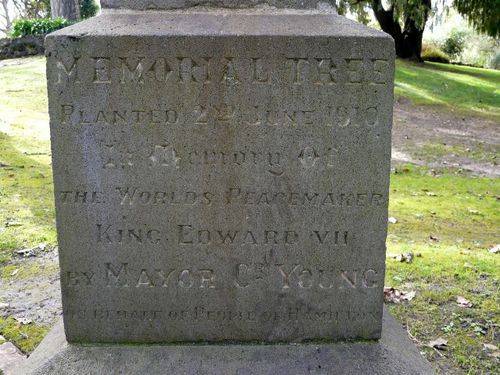 MEMORIAL TREE
PLANTED 2ND JUNE 1910
In Memory Of
THE WORLDS PEACEMAKER
KING EDWARD VII
BY MAYOR CR YOUNG
ON BEHALF OF PEOPLE OF HAMILTON